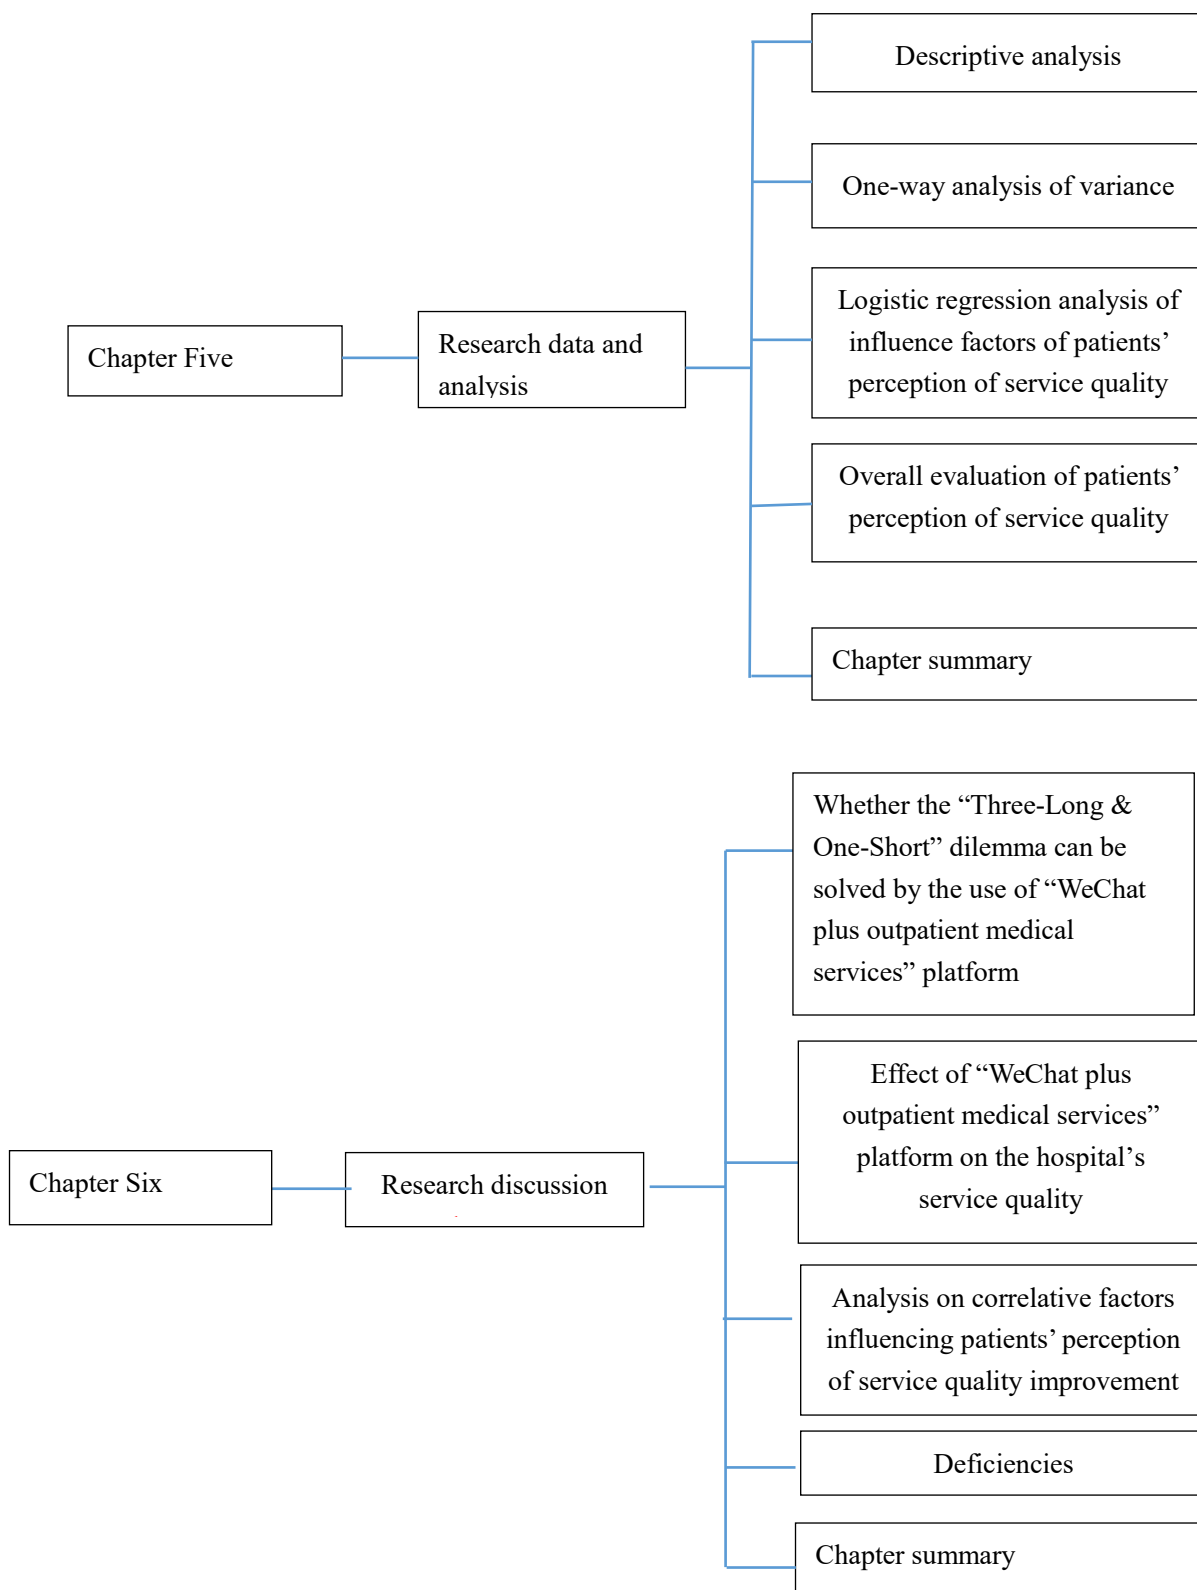 Descriptive analysis
One-way analysis of variance
Logistic regression analysis of
influence factors of patients’
perception of service quality
Chapter Five
Research data and
analysis
Overall evaluation of patients’
perception of service quality
Chapter summary
Whether the “Three-Long &
One-Short” dilemma can be
solved by the use of “WeChat
plus outpatient medical
services” platform
Effect of “WeChat plus
outpatient medical services”
platform on the hospital’s
service quality
Chapter Six
Research discussion
Analysis on correlative factors
influencing patients’ perception
of service quality improvement
Deficiencies
Chapter summary